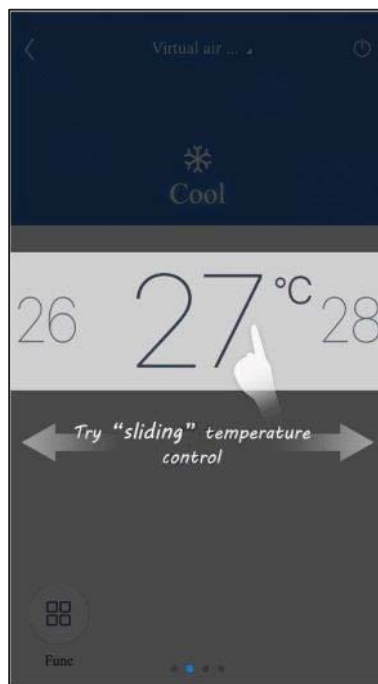 Virtual air ...
Cool
26 27 °C 28
Try “sliding” temperature
control
Func